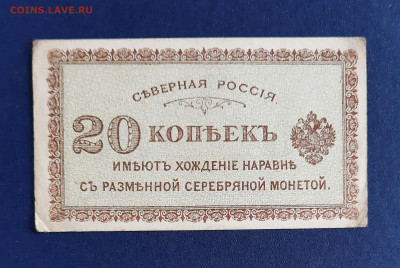 COINS.LAVE.RU
СѢВЕРНАЯ РОССІЯ.
20 КОПѢЕКЪ
ИМѢЮТЪ ХОЖДЕНІЕ НАРАВНѢ
СЪ РАЗМѢННОЙ СЕРЕБРЯНОЙ МОНЕТОЙ.